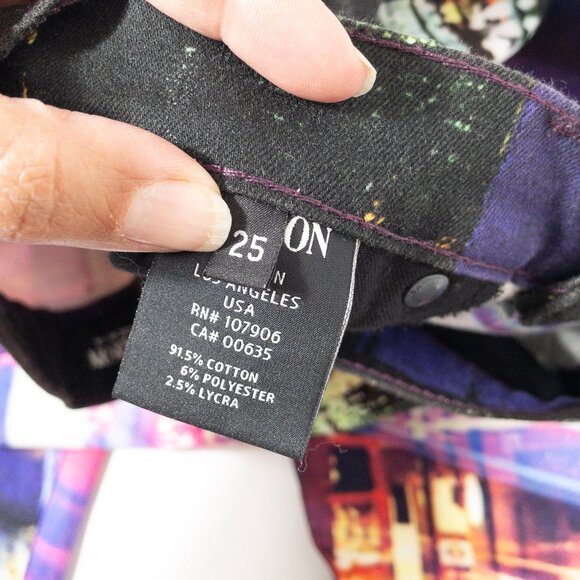 25
ON
LOS ANGELES
USA
RN# 107906
CA# 00635
91.5% COTTON
6% POLYESTER
2.5% LYCRA